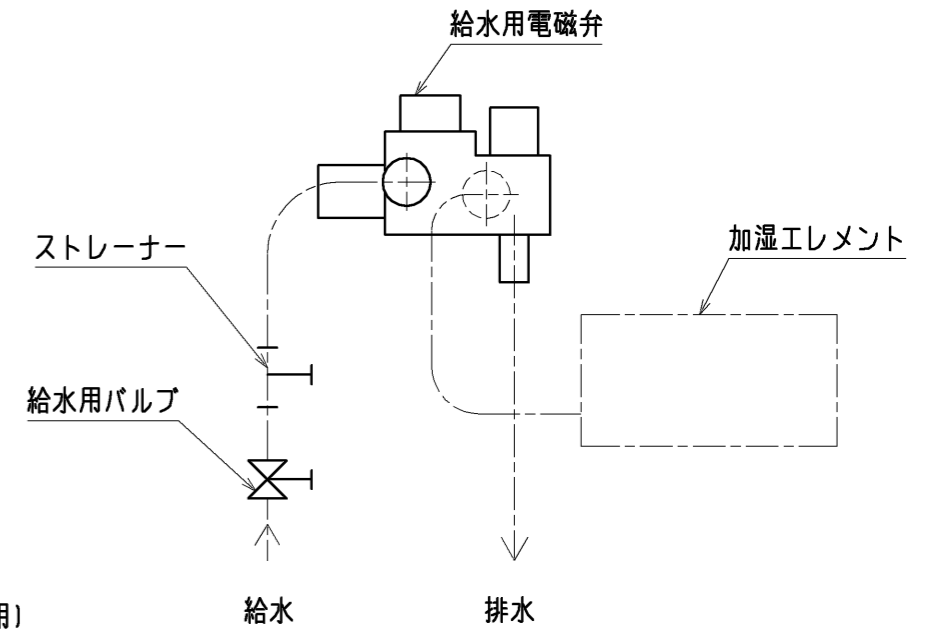 給水用電磁弁
加湿エレメント
ストレーナー
給水用バルブ
給水
排水
用)